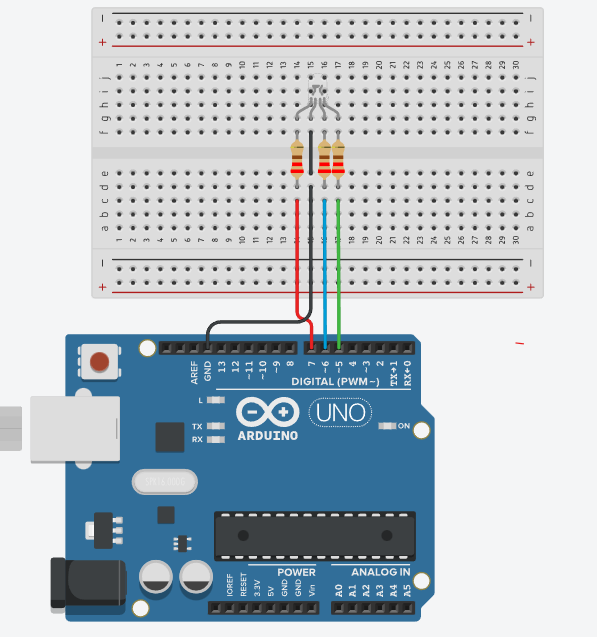 − −
+ +
1 2 3 4 5 6 7 8 9 10 11 12 13 14 15 16 17 18 19 20 21 22 23 24 25 26 27 28 29 30
j j
i i
h h
g g
f f
e e
d d
c c
b b
a a
1 2 3 4 5 6 7 8 9 10 11 12 13 14 15 16 17 18 19 20 21 22 23 24 25 26 27 28 29 30
− −
+ +
AREF GND 13 12 ~11 ~10 ~9 8 7 ~6 ~5 4 ~3 2 TX→1 RX←0
DIGITAL (PWM~)
L
TX
RX
ARDUINO
UNO
ON
POWER ANALOG IN
IOREF RESET 3.3V 5V GND GND Vin A0 A1 A2 A3 A4 A5